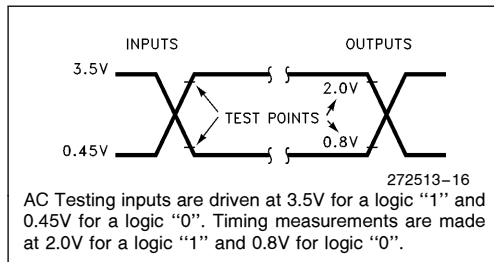 INPUTS OUTPUTS
3.5V
2.0V
TEST POINTS
0.8V
0.45V
272513–16
AC Testing inputs are driven at 3.5V for a logic ‘‘1’’ and
0.45V for a logic ‘‘0’’. Timing measurements are made
at 2.0V for a logic ‘‘1’’ and 0.8V for logic ‘‘0’’.